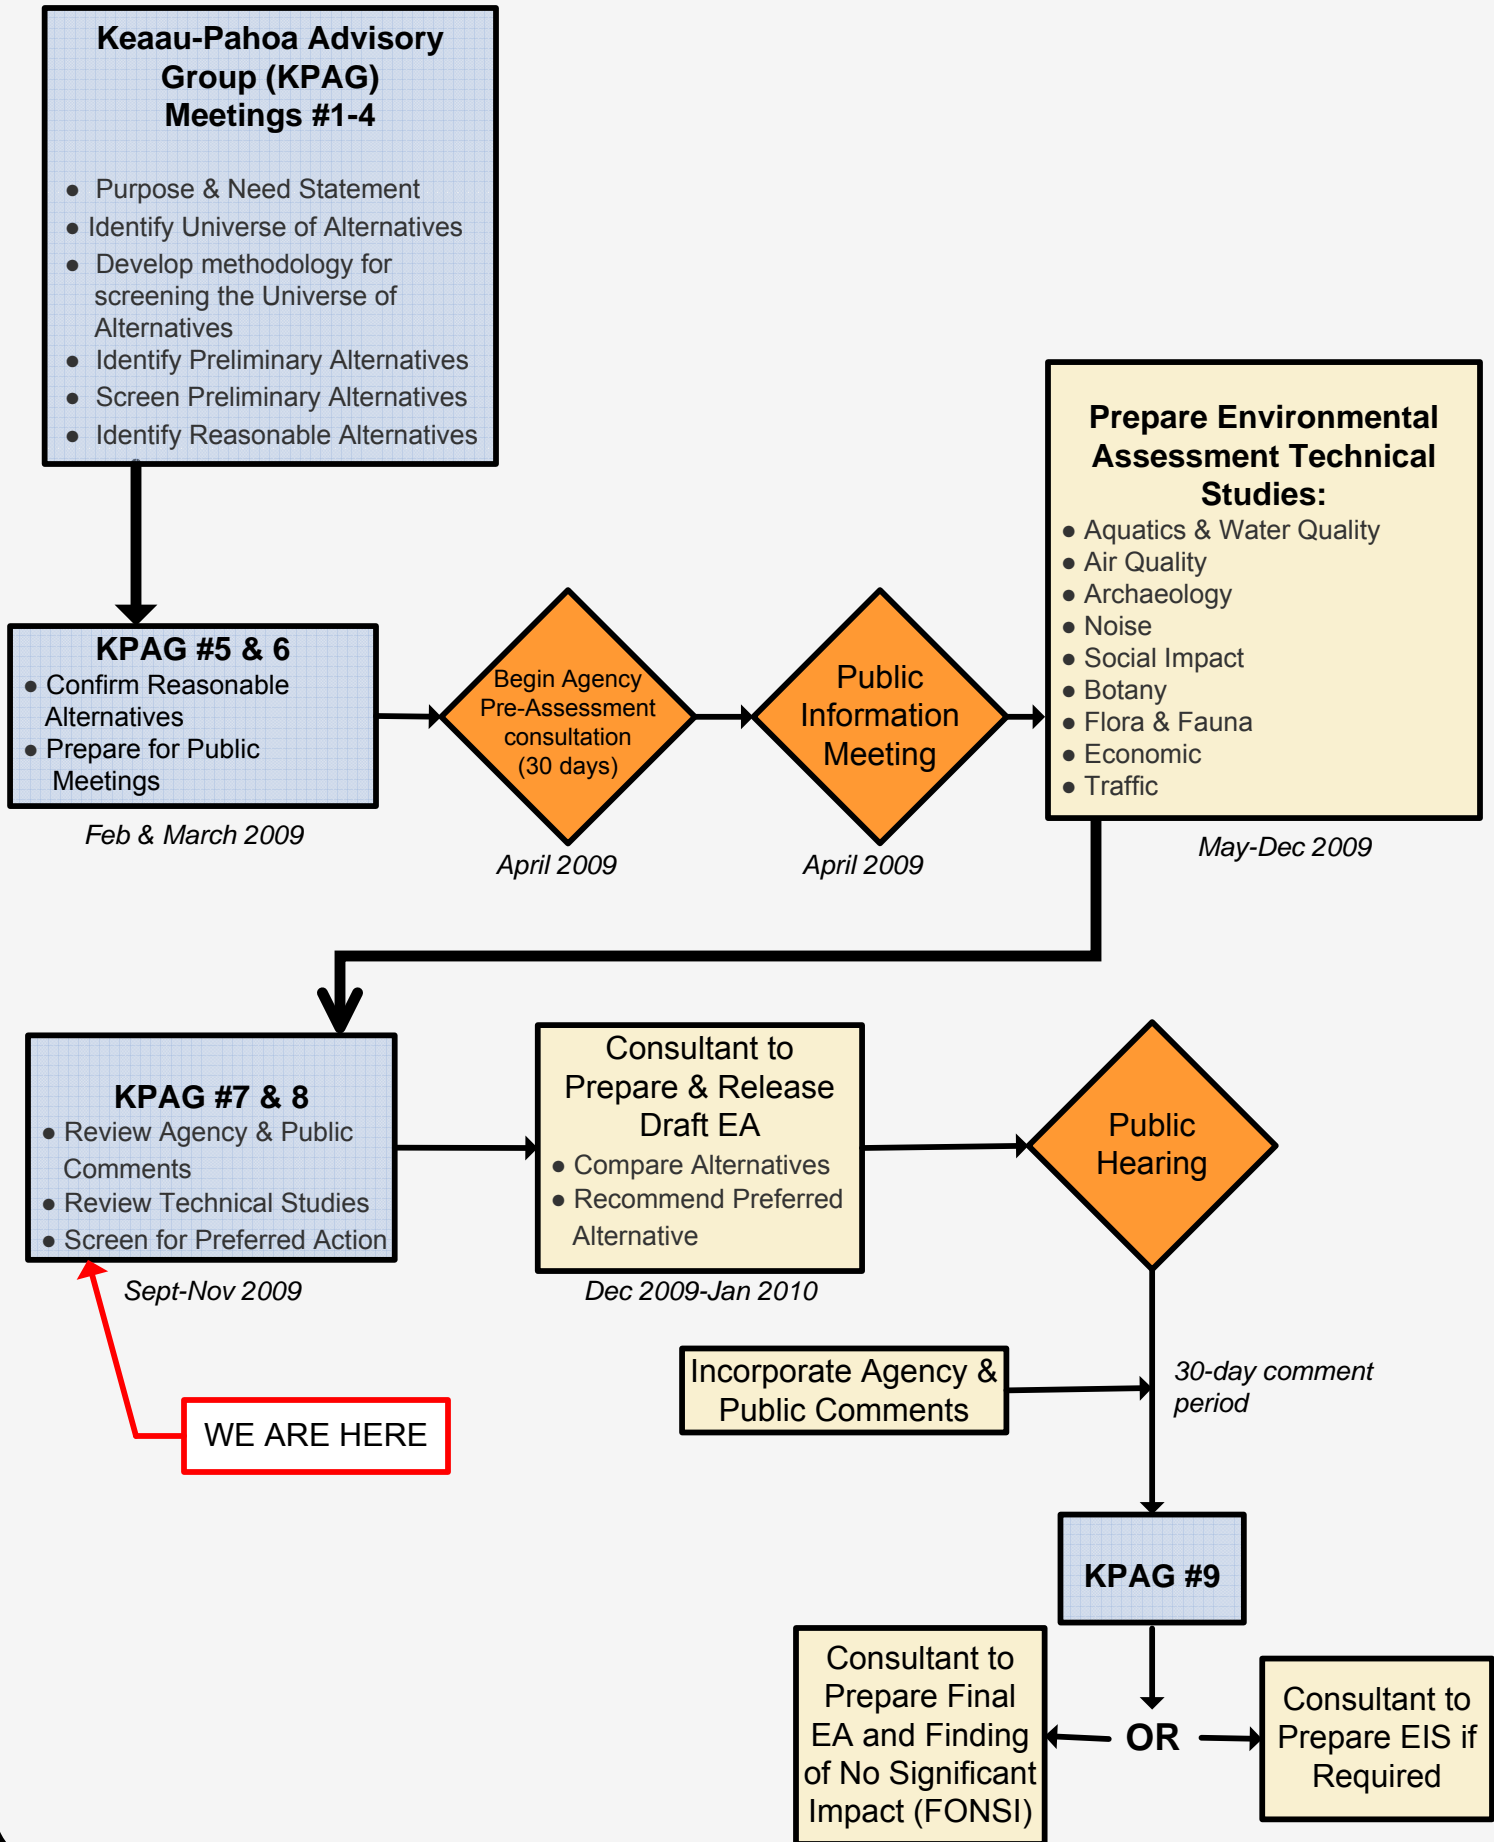 Keaau-Pahoa Advisory
Group (KPAG)
Meetings #1-4
● Purpose & Need Statement
● Identify Universe of Alternatives
● Develop methodology for
screening the Universe of
Alternatives
● Identify Preliminary Alternatives
● Screen Preliminary Alternatives
● Identify Reasonable Alternatives
KPAG #5 & 6
● Confirm Reasonable
Alternatives
● Prepare for Public
Meetings
Feb & March 2009
Begin Agency
Pre-Assessment
consultation
(30 days)
April 2009
Public
Information
Meeting
April 2009
Prepare Environmental
Assessment Technical
Studies:
● Aquatics & Water Quality
● Air Quality
● Archaeology
● Noise
● Social Impact
● Botany
● Flora & Fauna
● Economic
● Traffic
May-Dec 2009
KPAG #7 & 8
● Review Agency & Public
Comments
● Review Technical Studies
● Screen for Preferred Action
Sept-Nov 2009
WE ARE HERE
Consultant to
Prepare & Release
Draft EA
● Compare Alternatives
● Recommend Preferred
Alternative
Dec 2009-Jan 2010
Public
Hearing
Incorporate Agency &
Public Comments
30-day comment
period
KPAG #9
Consultant to
Prepare Final
EA and Finding
of No Significant
Impact (FONSI)
OR
Consultant to
Prepare EIS if
Required